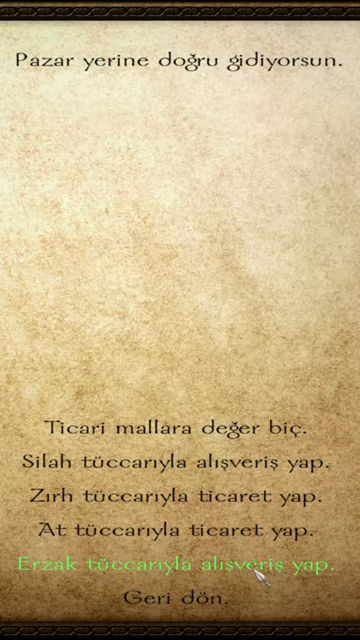 Pazar yerine doğru gidiyorsun.
Ticari mallara değer biç.
Silah tüccarıyla alışveriş yap.
Zırh tüccarıyla ticaret yap.
At tüccarıyla ticaret yap.
Erzak tüccarıyla alışveriş yap.
Geri dön.